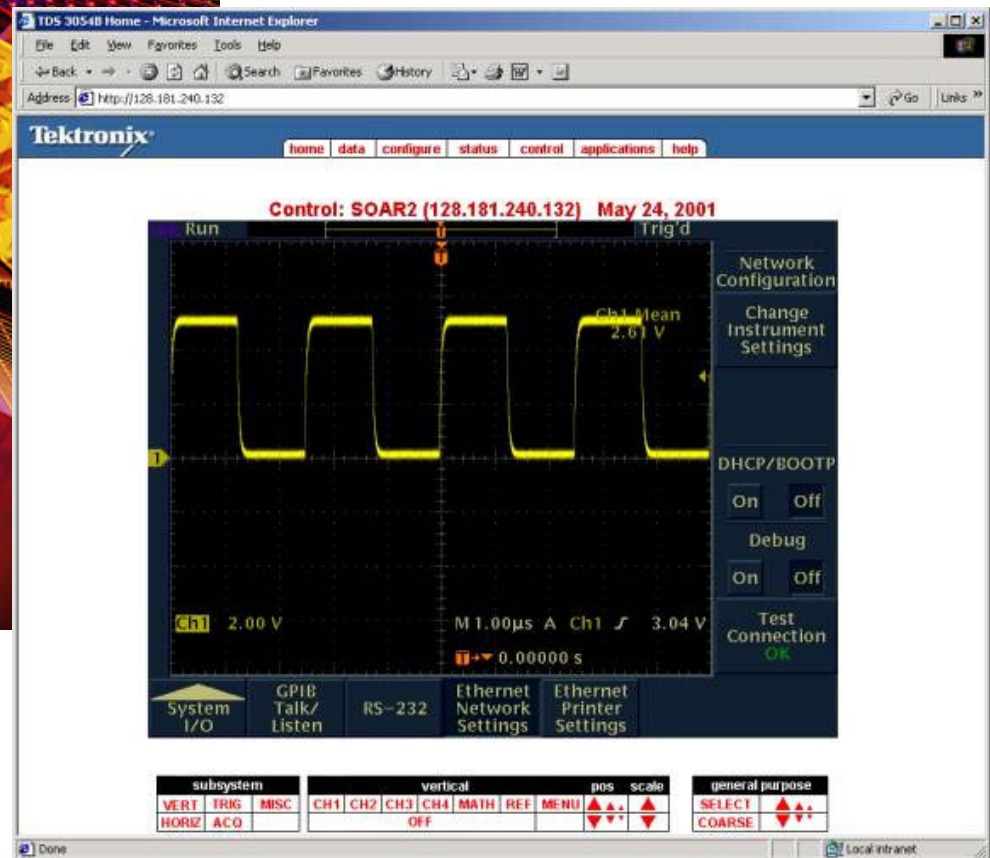 TDS 3054B Home - Microsoft Internet Explorer
File Edit View Favorites Tools Help
Back Search Favorites History
Address http://128.181.240.132 Go Links »
Tektronix
home data configure status control applications help
Control: SOAR2 (128.181.240.132) May 24, 2001
Run Trig'd
T
T
Network
Configuration
Ch1 Mean
2.61 V
Change
Instrument
Settings
1
DHCP/BOOTP
On Off
Debug
On Off
Ch1 2.00 V M 1.00µs A Ch1 3.04 V
T 0.00000 s
Test
Connection
OK
System
I/O
GPIB
Talk/
Listen
RS-232
Ethernet
Network
Settings
Ethernet
Printer
Settings
subsystem vertical pos scale general purpose
VERT TRIG MISC CH1 CH2 CH3 CH4 MATH REF MENU SELECT
HORIZ ACQ OFF COARSE
Done Local intranet